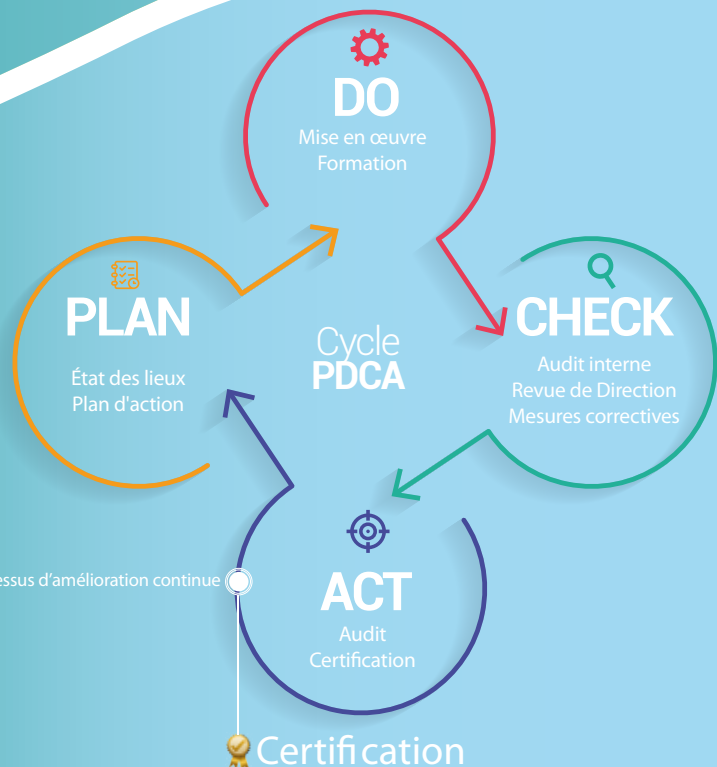 DO
Mise en œuvre
Formation
PLAN
État des lieux
Plan d'action
Cycle
PDCA
CHECK
Audit interne
Revue de Direction
Mesures correctives
d'amélioration continue
ACT
Audit
Certification
Certification